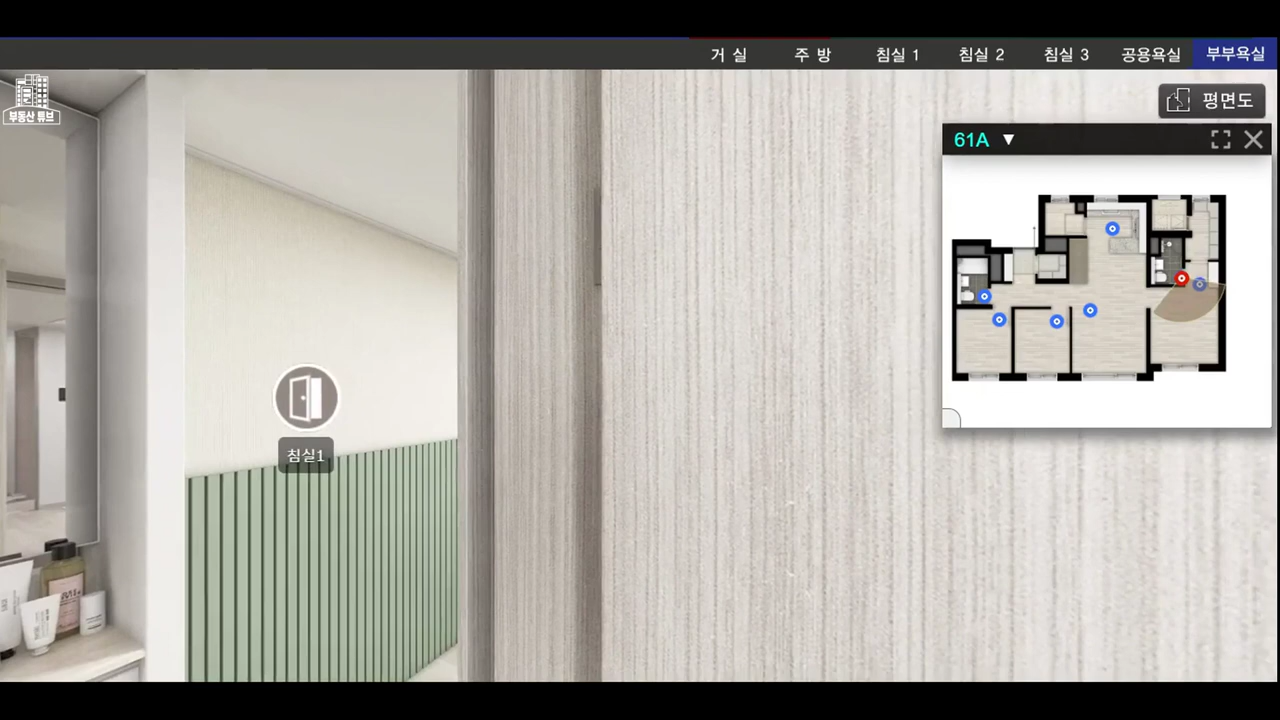 거 실 주 방 침실 1 침실 2 침실 3 공용욕실 부부욕실
부동산 튜브
평면도
61A
침실1